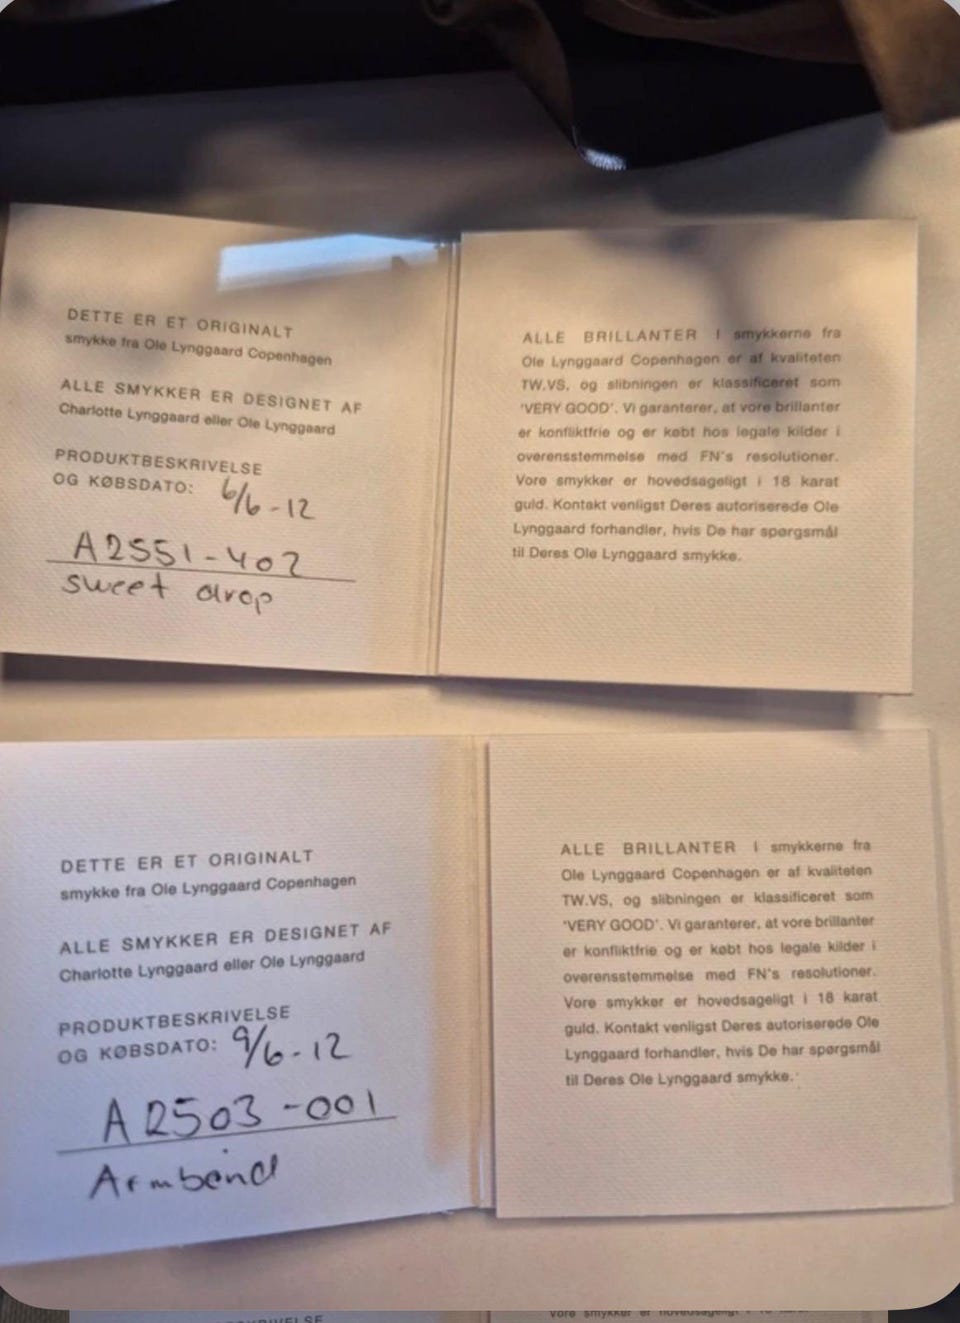 DETTE ER ET ORIGINALT
smykke fra Ole Lynggaard Copenhagen
ALLE SMYKKER ER DESIGNET AF
Charlotte Lynggaard eller Ole Lynggaard
PRODUKTBESKRIVELSE
OG KØBSDATO: 6/6-12
A2551-402
sweet drop
ALLE BRILLANTER I smykkerne fra
Ole Lynggaard Copenhagen er af kvaliteten
TW.VS, og slibningen er klassificeret som
'VERY GOOD'. Vi garanterer, at vore brillanter
er konfliktfrie og er købt hos legale kilder i
overensstemmelse med FN's resolutioner.
Vore smykker er hovedsageligt i 18 karat
guld. Kontakt venligst Deres autoriserede Ole
Lynggaard forhandler, hvis De har spørgsmål
til Deres Ole Lynggaard smykke.
DETTE ER ET ORIGINALT
smykke fra Ole Lynggaard Copenhagen
ALLE SMYKKER ER DESIGNET AF
Charlotte Lynggaard eller Ole Lynggaard
PRODUKTBESKRIVELSE
OG KØBSDATO: 9/6-12
A2503-001
Armbånd
ALLE BRILLANTER I smykkerne fra
Ole Lynggaard Copenhagen er af kvaliteten
TW.VS, og slibningen er klassificeret som
'VERY GOOD'. Vi garanterer, at vore brillanter
er konfliktfrie og er købt hos legale kilder i
overensstemmelse med FN's resolutioner.
Vore smykker er hovedsageligt i 18 karat
guld. Kontakt venligst Deres autoriserede Ole
Lynggaard forhandler, hvis De har spørgsmål
til Deres Ole Lynggaard smykke.